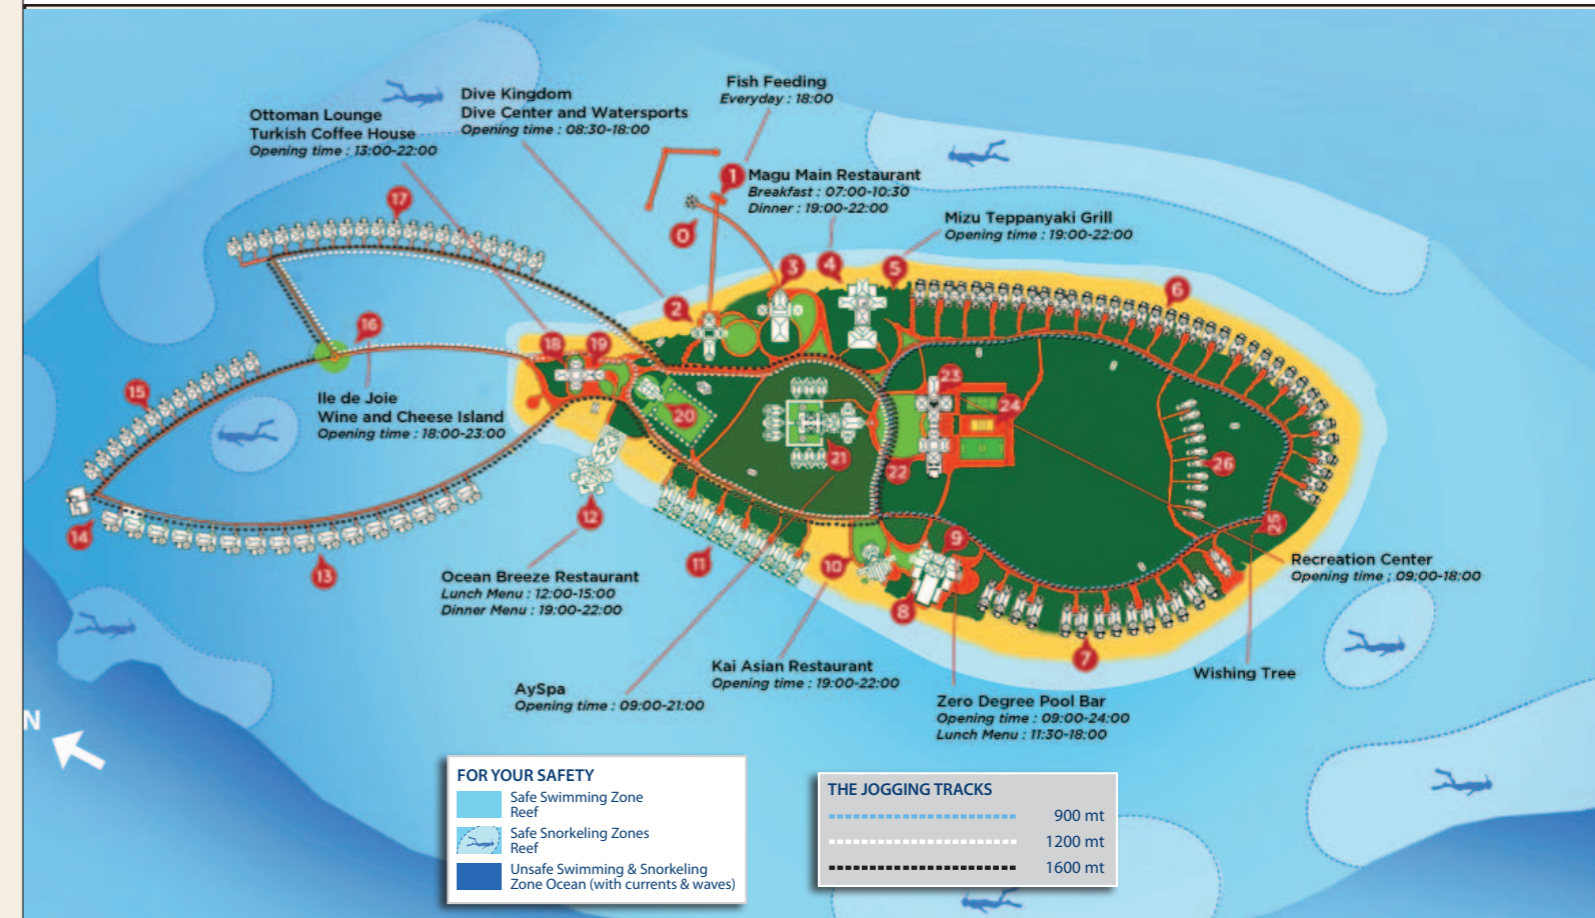 Fish Feeding
Everyday : 18:00
Dive Kingdom
Dive Center and Watersports
Opening time : 08:30-18:00
Ottoman Lounge
Turkish Coffee House
Opening time : 13:00-22:00
1
Magu Main Restaurant
Breakfast : 07:00-10:30
Dinner : 19:00-22:00
17
Mizu Teppanyaki Grill
Opening time : 19:00-22:00
0
3
4
5
6
2
16
18
19
15
Ile de Joie
Wine and Cheese Island
Opening time : 18:00-23:00
23
24
20
21
22
26
12
14
25
9
13
11
10
8
7
Recreation Center
Opening time : 09:00-18:00
Ocean Breeze Restaurant
Lunch Menu : 12:00-15:00
Dinner Menu : 19:00-22:00
Kai Asian Restaurant
Opening time : 19:00-22:00
Wishing Tree
AySpa
Opening time : 09:00-21:00
Zero Degree Pool Bar
Opening time : 09:00-24:00
Lunch Menu : 11:30-18:00
N
FOR YOUR SAFETY
Safe Swimming Zone
Reef
Safe Snorkeling Zones
Reef
Unsafe Swimming & Snorkeling
Zone Ocean (with currents & waves)
THE JOGGING TRACKS
900 mt
1200 mt
1600 mt